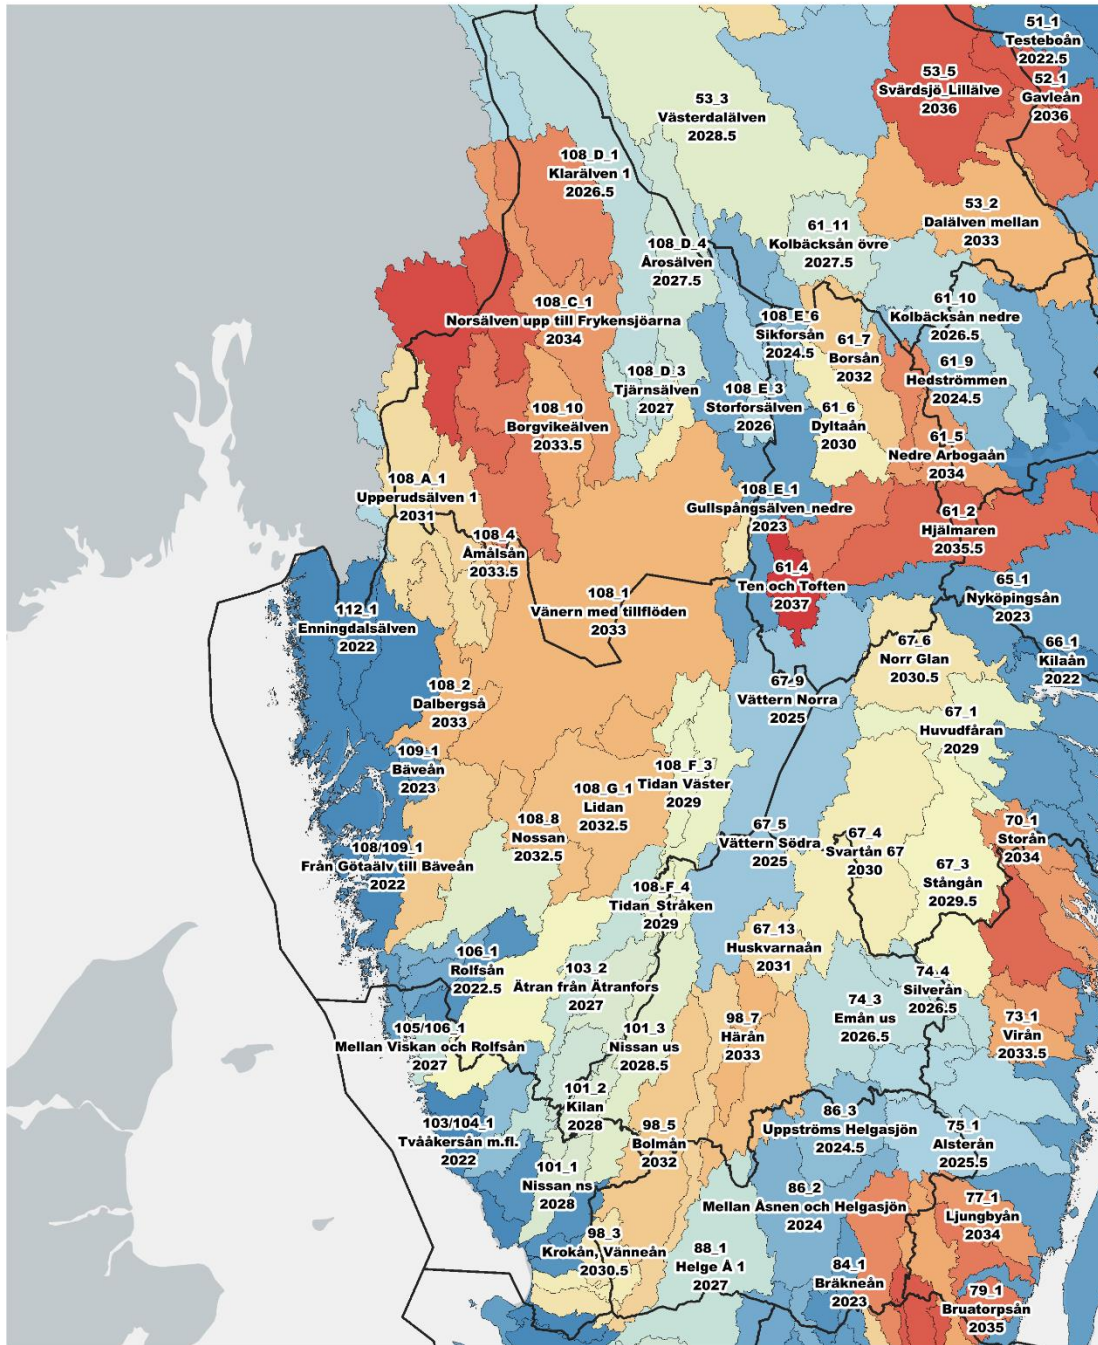 51_1
Testeboån
2022.5
53_5
Svärdsjö_Lillälve
2036
52_1
Gavleån
2036
53_3
Västerdalälven
2028.5
108_D_1
Klarälven 1
2026.5
53_2
Dalälven mellan
2033
61_11
Kolbäcksån övre
2027.5
108_D_4
Årosälven
2027.5
61_10
Kolbäcksån nedre
2026.5
108_C_1
Norsälven upp till Frykensjöarna
2034
108_E_6
Sikforsån
2024.5
61_7
Borsån
2032
61_9
Hedströmmen
2024.5
108_D_3
Tjärnsälven
2027
108_E_3
Storforsälven
2026
108_10
Borgvikeälven
2033.5
61_6
Dyltaån
2030
61_5
Nedre Arbogaån
2034
108_A_1
Upperudsälven 1
2031
108_E_1
Gullspångsälven_nedre
2023
61_2
Hjälmaren
2035.5
108_4
Åmålsån
2033.5
61_4
Ten och Toften
2037
65_1
Nyköpingsån
2023
108_1
Vänern med tillflöden
2033
112_1
Enningdalsälven
2022
66_1
Kilaån
2022
67_6
Norr Glan
2030.5
67_9
Vättern Norra
2025
108_2
Dalbergså
2033
67_1
Huvudfåran
2029
109_1
Bäveån
2023
108_F_3
Tidan Väster
2029
108_G_1
Lidan
2032.5
108_8
Nossan
2032.5
67_5
Vättern Södra
2025
67_4
Svartån 67
2030
70_1
Storån
2034
108/109_1
Från Götaälv till Bäveån
2022
67_3
Stångån
2029.5
108_F_4
Tidan_Stråken
2029
67_13
Huskvarnaån
2031
106_1
Rolfsån
2022.5
103_2
Ätran från Ätranfors
2027
74_4
Silverån
2026.5
74_3
Emån us
2026.5
98_7
Härån
2033
73_1
Virån
2033.5
105/106_1
Mellan Viskan och Rolfsån
2027
101_3
Nissan us
2028.5
101_2
Kilan
2028
103/104_1
Tvååkersån m.fl.
2022
98_5
Bolmån
2032
86_3
Uppströms Helgasjön
2024.5
75_1
Alsterån
2025.5
101_1
Nissan ns
2028
86_2
Mellan Åsnen och Helgasjön
2024
77_1
Ljungbyån
2034
98_3
Krokån, Vänneån
2030.5
88_1
Helge Å 1
2027
84_1
Bräkneån
2023
79_1
Bruatorpsån
2035